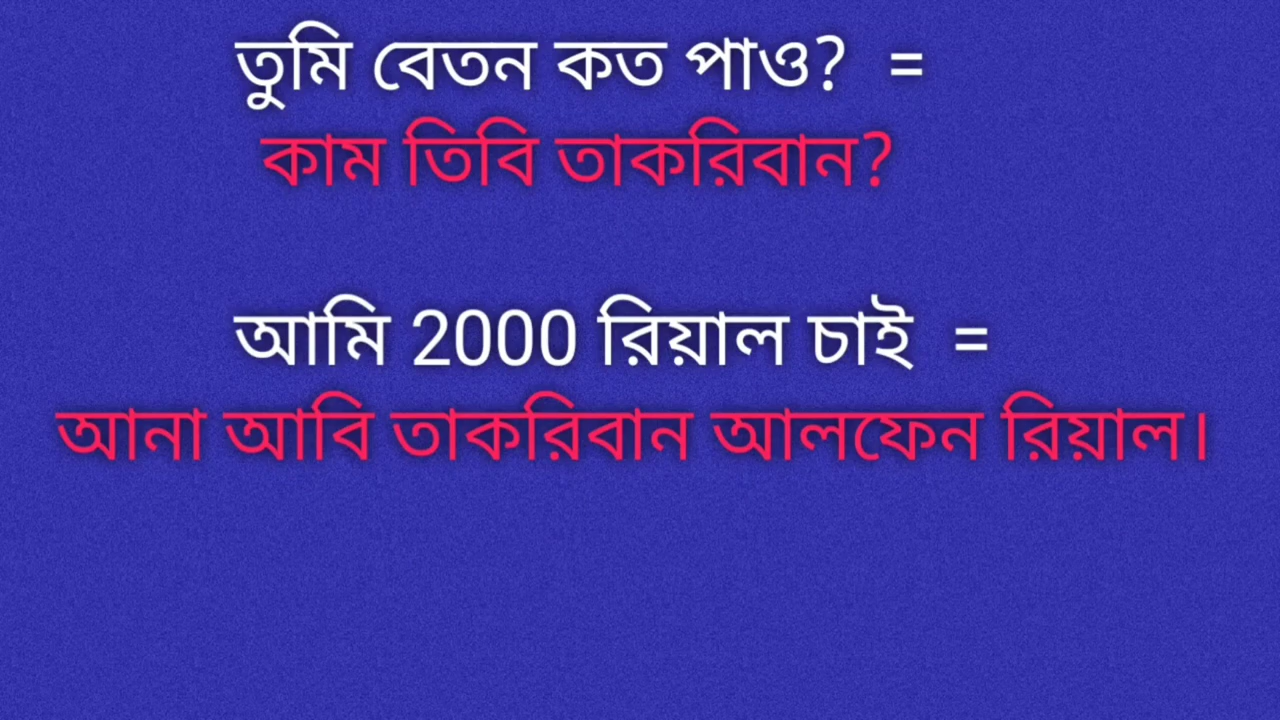 তুমি বেতন কত পাও? =
কাম তিবি তাকরিবান?
আমি 2000 রিয়াল চাই =
আনা আবি তাকরিবান আলফেন রিয়াল।